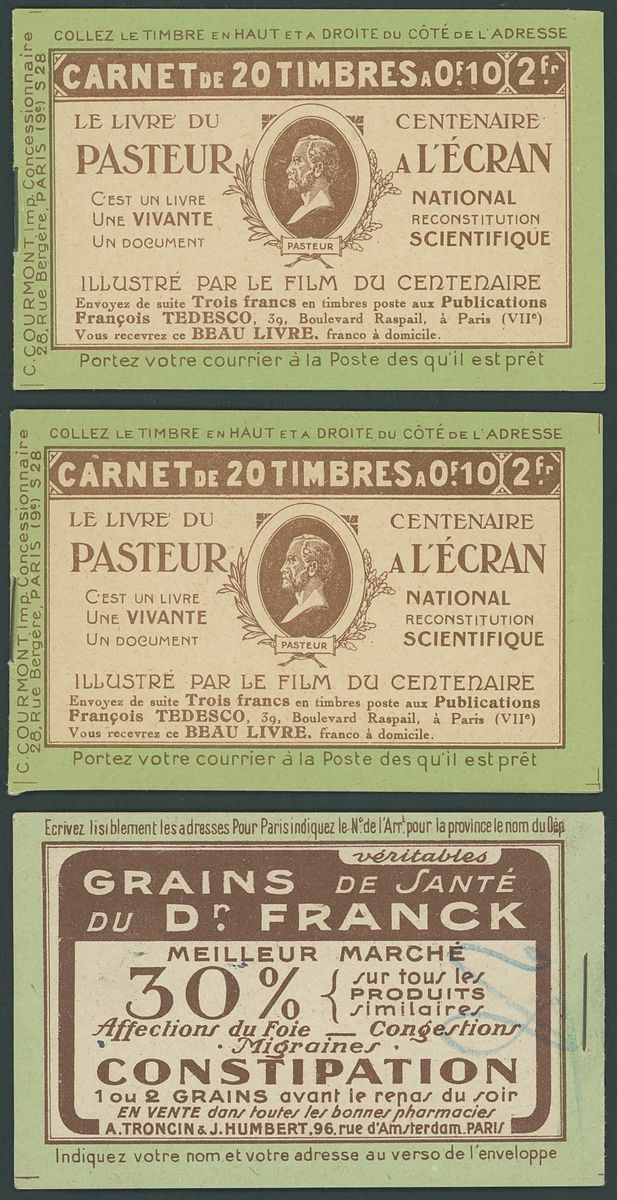 COLLEZ LE TIMBRE EN HAUT ET A DROITE DU CÔTÉ DE L'ADRESSE
C. COURMONT, Imp. Concessionnaire
28, Rue Bergère, PARIS (9e) S 28
CARNET DE 20 TIMBRES A 0F.10 2 fr
LE LIVRE DU CENTENAIRE
PASTEUR A L'ÉCRAN
C'EST UN LIVRE NATIONAL
UNE VIVANTE RECONSTITUTION
UN DOCUMENT SCIENTIFIQUE
PASTEUR
ILLUSTRÉ PAR LE FILM DU CENTENAIRE
Envoyez de suite Trois francs en timbres poste aux Publications
François TEDESCO, 39, Boulevard Raspail, à Paris (VIIe)
Vous recevrez ce BEAU LIVRE. franco à domicile.
Portez votre courrier à la Poste des qu'il est prêt
COLLEZ LE TIMBRE EN HAUT ET A DROITE DU CÔTÉ DE L'ADRESSE
C. COURMONT, Imp. Concessionnaire
28, Rue Bergère, PARIS (9e) S 28
CARNET DE 20 TIMBRES A 0F.10 2 fr
LE LIVRE DU CENTENAIRE
PASTEUR A L'ÉCRAN
C'EST UN LIVRE NATIONAL
UNE VIVANTE RECONSTITUTION
UN DOCUMENT SCIENTIFIQUE
PASTEUR
ILLUSTRÉ PAR LE FILM DU CENTENAIRE
Envoyez de suite Trois francs en timbres poste aux Publications
François TEDESCO, 39, Boulevard Raspail, à Paris (VIIe)
Vous recevrez ce BEAU LIVRE. franco à domicile.
Portez votre courrier à la Poste des qu'il est prêt
Ecrivez lisiblement les adresses Pour Paris indiquez le No de l'Arrt pour la province le nom du Dép
véritables
GRAINS DE SANTÉ
DU Dr. FRANCK
MEILLEUR MARCHÉ
30% { sur tous les
PRODUITS
similaires
Affections du Foie _ Congestions
· Migraines ·
CONSTIPATION
1 ou 2 GRAINS avant le repas du soir
EN VENTE dans toutes les bonnes pharmacies
A. TRONCIN & J. HUMBERT, 96, rue d'Amsterdam. PARIS
Indiquez votre nom et votre adresse au verso de l'enveloppe